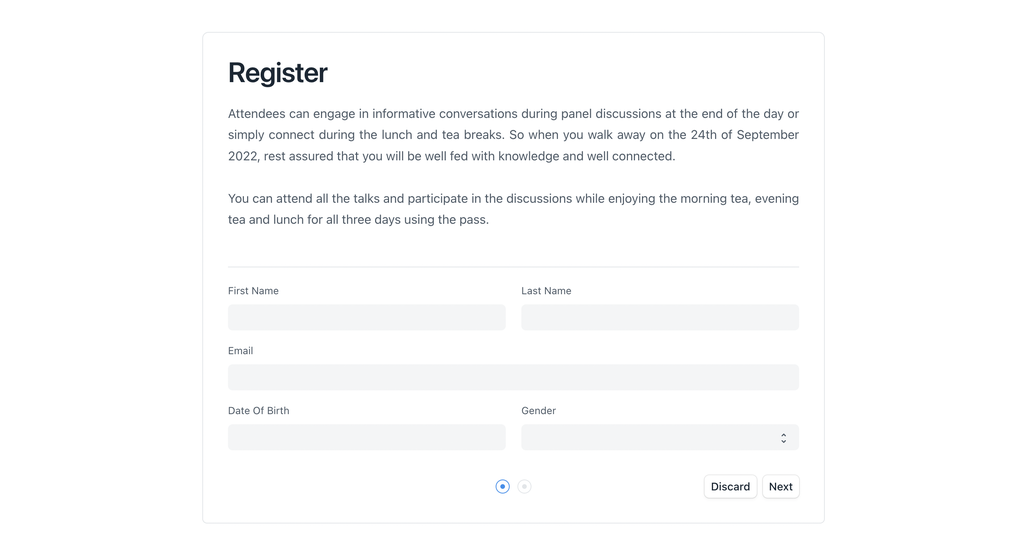 Register
Attendees can engage in informative conversations during panel discussions at the end of the day or
simply connect during the lunch and tea breaks. So when you walk away on the 24th of September
2022, rest assured that you will be well fed with knowledge and well connected.
You can attend all the talks and participate in the discussions while enjoying the morning tea, evening
tea and lunch for all three days using the pass.
First Name
Last Name
Email
Date Of Birth
Gender
Discard
Next